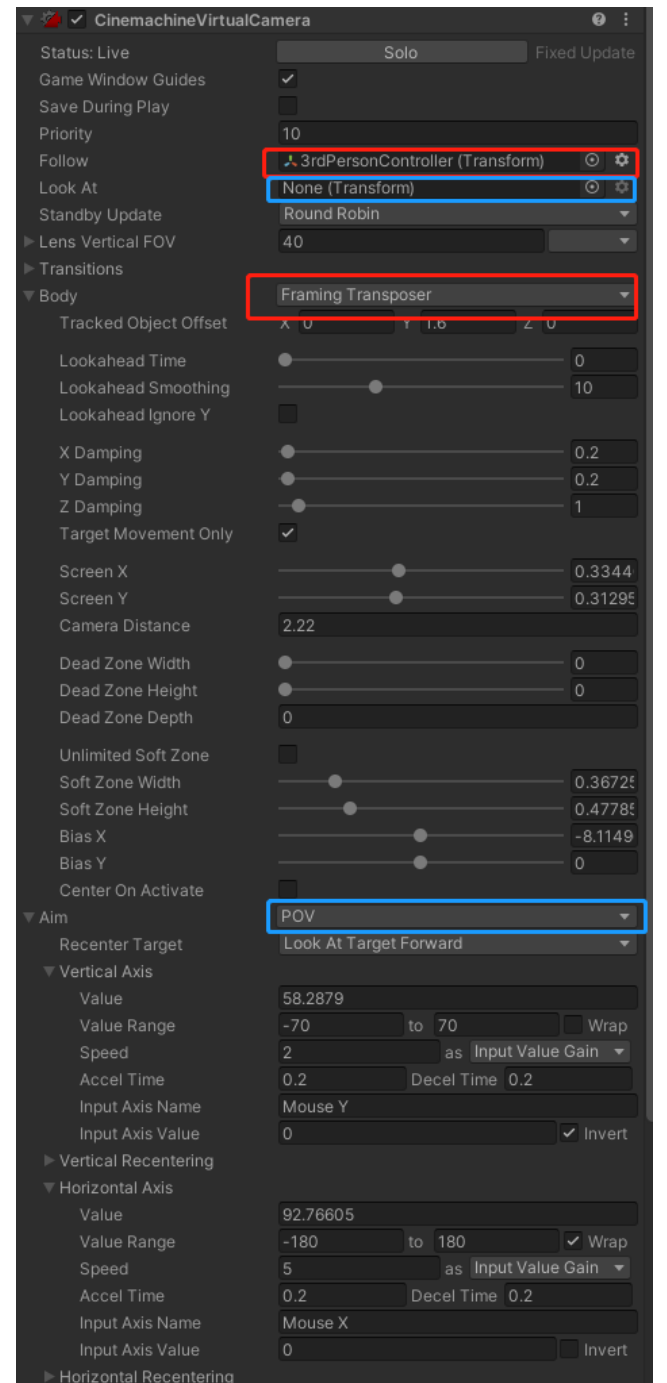 CinemachineVirtualCamera
Status: Live Solo Fixed Update
Game Window Guides
Save During Play
Priority 10
Follow 3rdPersonController (Transform)
Look At None (Transform)
Standby Update Round Robin
Lens Vertical FOV 40
Transitions
Body Framing Transposer
Tracked Object Offset X 0 Y 1.6 Z 0
Lookahead Time 0
Lookahead Smoothing 10
Lookahead Ignore Y
X Damping 0.2
Y Damping 0.2
Z Damping 1
Target Movement Only
Screen X 0.3344
Screen Y 0.31295
Camera Distance 2.22
Dead Zone Width 0
Dead Zone Height 0
Dead Zone Depth 0
Unlimited Soft Zone
Soft Zone Width 0.36725
Soft Zone Height 0.47785
Bias X -8.1149
Bias Y 0
Center On Activate
Aim POV
Recenter Target Look At Target Forward
Vertical Axis
Value 58.2879
Value Range -70 to 70 Wrap
Speed 2 as Input Value Gain
Accel Time 0.2 Decel Time 0.2
Input Axis Name Mouse Y
Input Axis Value 0 Invert
Vertical Recentering
Horizontal Axis
Value 92.76605
Value Range -180 to 180 Wrap
Speed 5 as Input Value Gain
Accel Time 0.2 Decel Time 0.2
Input Axis Name Mouse X
Input Axis Value 0 Invert
Horizontal Recentering